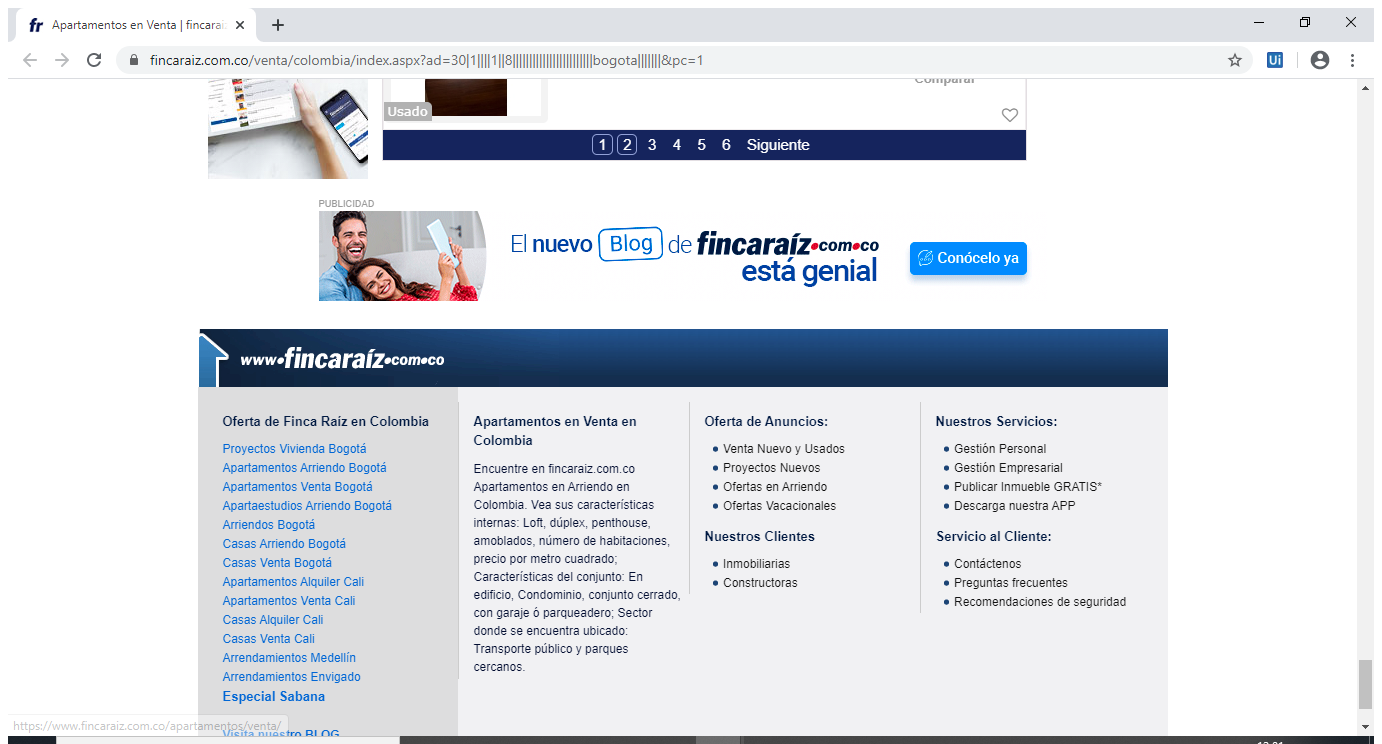 fr Apartamentos en Venta | fincaraí
fincaraiz.com.co/venta/colombia/index.aspx?ad=30|1||||1||8||||||||||||||||||||||||bogota|||||||&pc=1
Ui
Comparar
Usado
1 2 3 4 5 6 Siguiente
PUBLICIDAD
El nuevo Blog de fincaraíz.com.co
está genial
Conócelo ya
www.fincaraíz.com.co
Oferta de Finca Raíz en Colombia
Proyectos Vivienda Bogotá
Apartamentos Arriendo Bogotá
Apartamentos Venta Bogotá
Apartaestudios Arriendo Bogotá
Arriendos Bogotá
Casas Arriendo Bogotá
Casas Venta Bogotá
Apartamentos Alquiler Cali
Apartamentos Venta Cali
Casas Alquiler Cali
Casas Venta Cali
Arrendamientos Medellín
Arrendamientos Envigado
Especial Sabana
Visita nuestro BLOG
Apartamentos en Venta en
Colombia
Encuentre en fincaraiz.com.co
Apartamentos en Arriendo en
Colombia. Vea sus características
internas: Loft, dúplex, penthouse,
amoblados, número de habitaciones,
precio por metro cuadrado;
Características del conjunto: En
edificio, Condominio, conjunto cerrado,
con garaje ó parqueadero; Sector
donde se encuentra ubicado:
Transporte público y parques
cercanos.
Oferta de Anuncios:
Venta Nuevo y Usados
Proyectos Nuevos
Ofertas en Arriendo
Ofertas Vacacionales
Nuestros Clientes
Inmobiliarias
Constructoras
Nuestros Servicios:
Gestión Personal
Gestión Empresarial
Publicar Inmueble GRATIS*
Descarga nuestra APP
Servicio al Cliente:
Contáctenos
Preguntas frecuentes
Recomendaciones de seguridad
https://www.fincaraiz.com.co/apartamentos/venta/